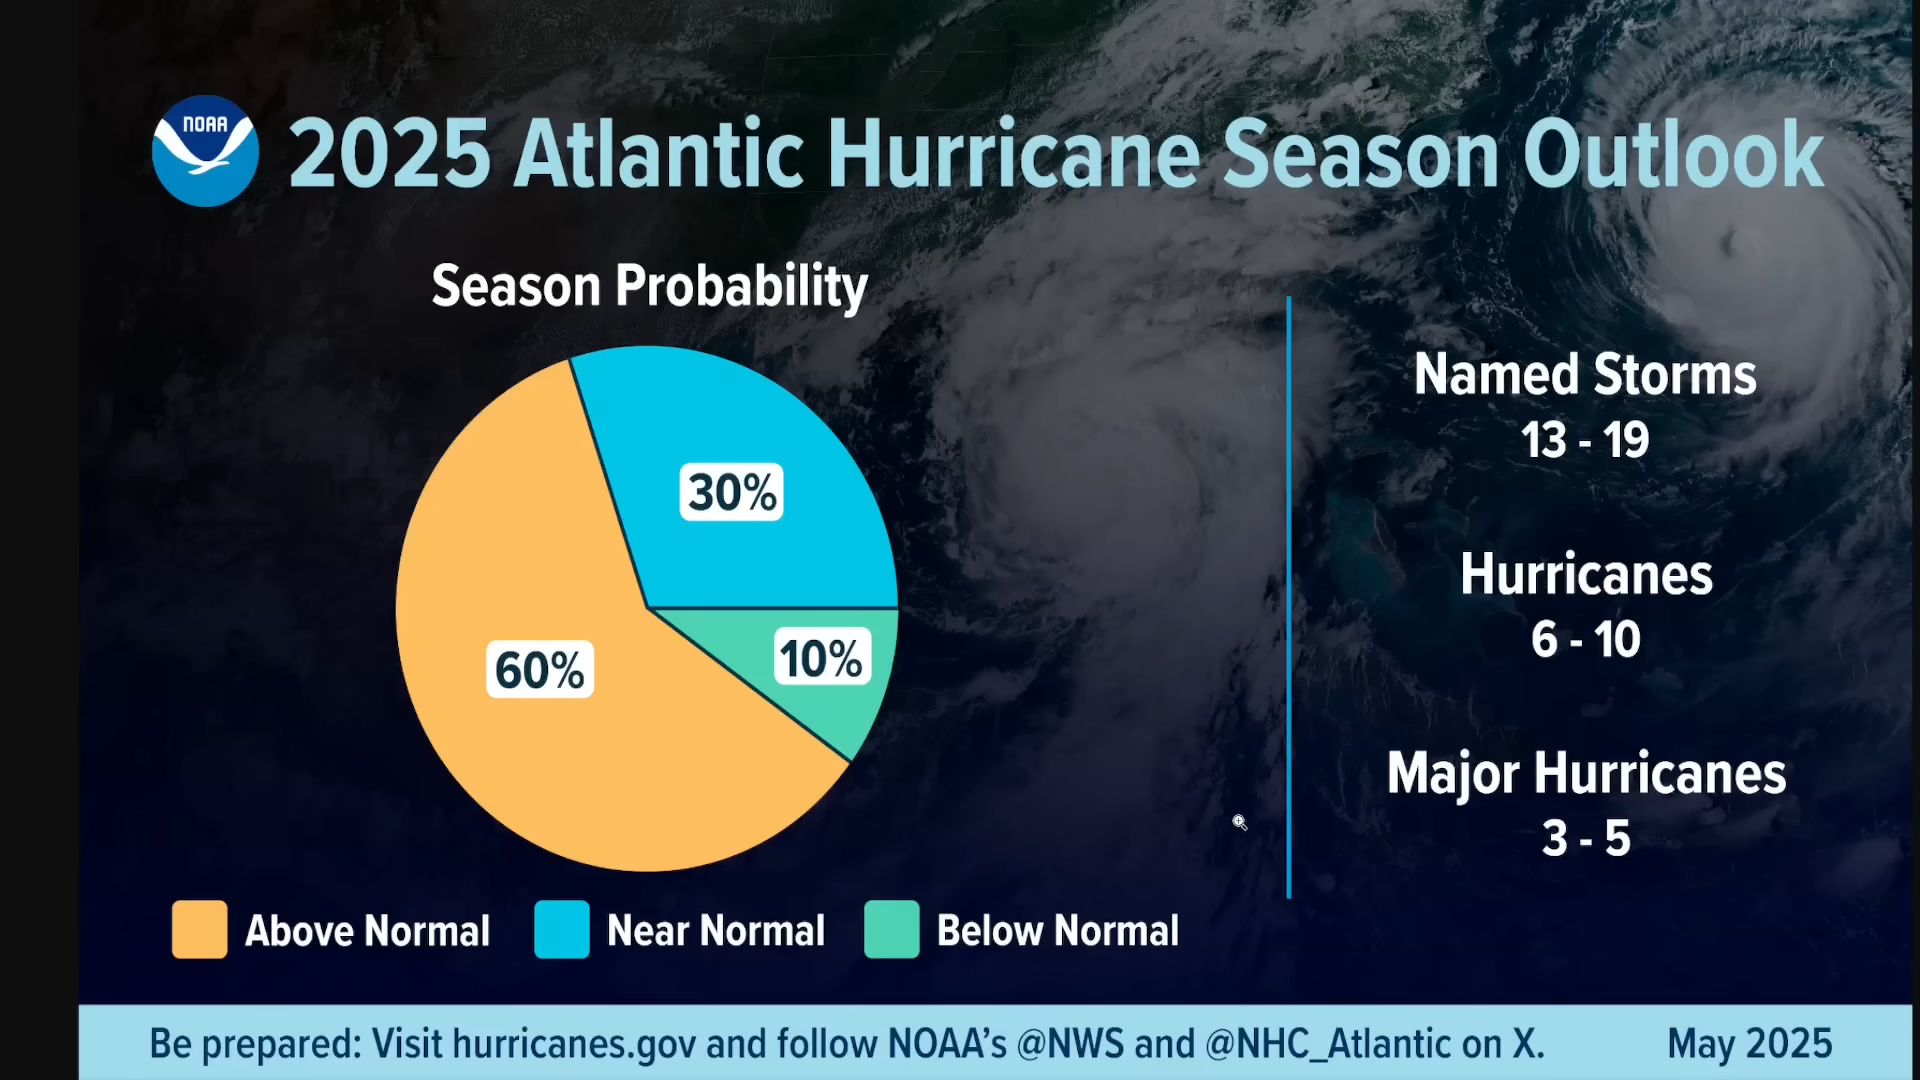 NOAA
2025 Atlantic Hurricane Season Outlook
Season Probability
30%
10%
60%
Above Normal
Near Normal
Below Normal
Named Storms
13 - 19
Hurricanes
6 - 10
Major Hurricanes
3 - 5
Be prepared: Visit hurricanes.gov and follow NOAA’s @NWS and @NHC_Atlantic on X.
May 2025